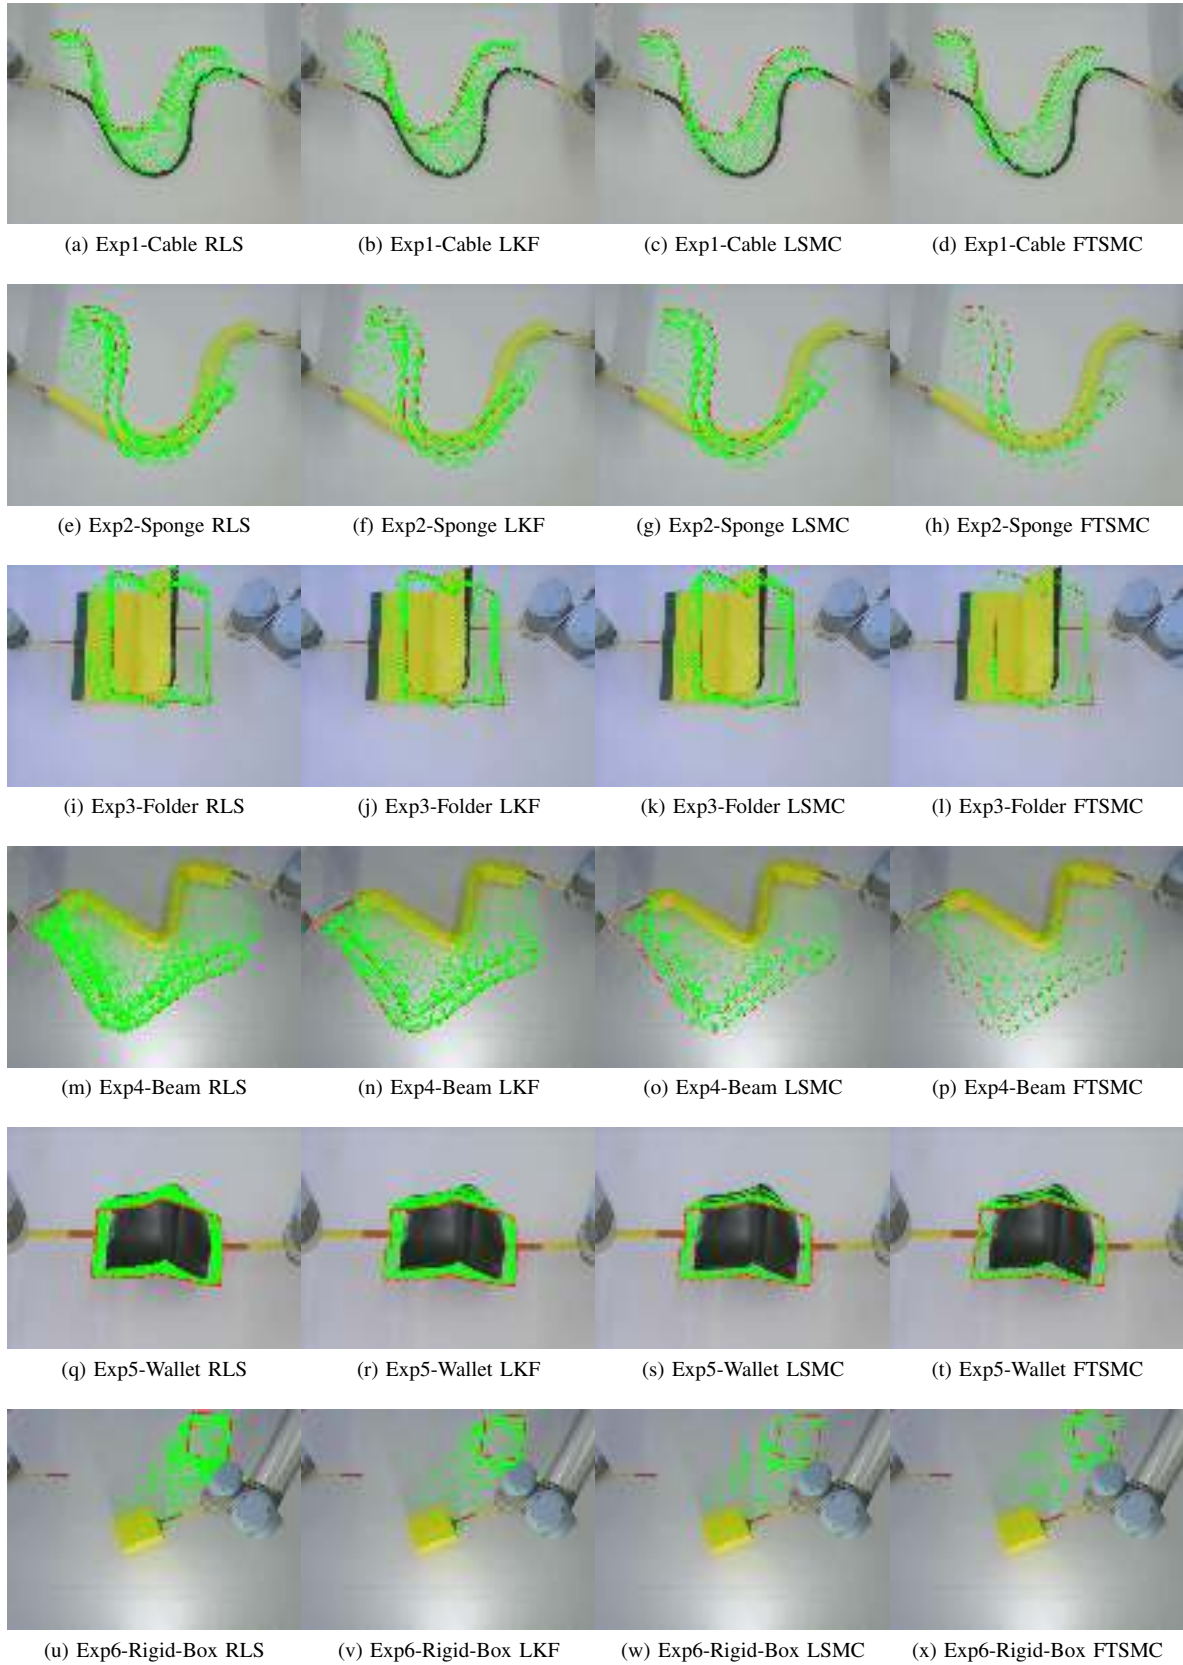 (a) Exp1-Cable RLS (b) Exp1-Cable LKF (c) Exp1-Cable LSMC (d) Exp1-Cable FTSMC
(e) Exp2-Sponge RLS (f) Exp2-Sponge LKF (g) Exp2-Sponge LSMC (h) Exp2-Sponge FTSMC
(i) Exp3-Folder RLS (j) Exp3-Folder LKF (k) Exp3-Folder LSMC (l) Exp3-Folder FTSMC
(m) Exp4-Beam RLS (n) Exp4-Beam LKF (o) Exp4-Beam LSMC (p) Exp4-Beam FTSMC
(q) Exp5-Wallet RLS (r) Exp5-Wallet LKF (s) Exp5-Wallet LSMC (t) Exp5-Wallet FTSMC
(u) Exp6-Rigid-Box RLS (v) Exp6-Rigid-Box LKF (w) Exp6-Rigid-Box LSMC (x) Exp6-Rigid-Box FTSMC